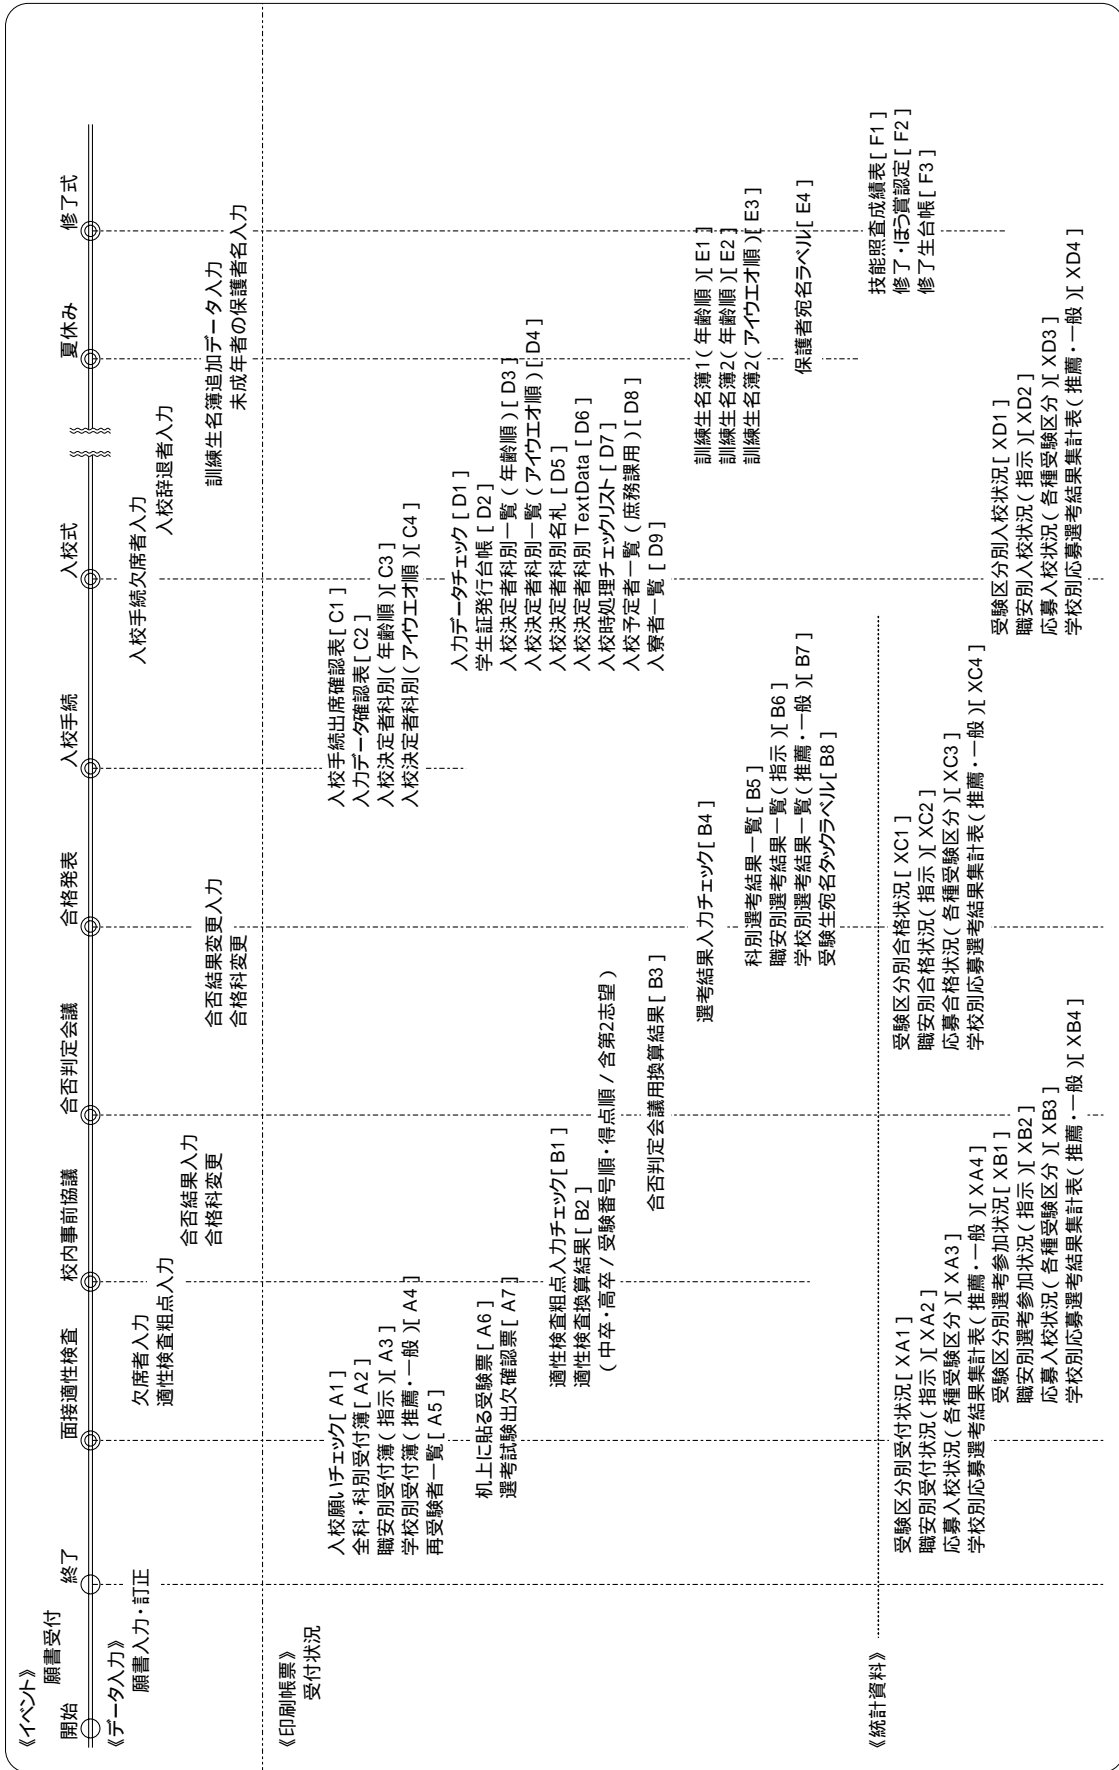 《イベント》
願書受付
開始
終了
面接適性検査
校内事前協議
合否判定会議
合格発表
入校手続
入校式
夏休み
修了式
《データ入力》
願書入力・訂正
欠席者入力
適性検査粗点入力
合否結果入力
合格科変更
合否結果変更入力
合格科変更
入校手続欠席者入力
入校辞退者入力
訓練生名簿追加データ入力
未成年者の保護者名入力
《印刷帳票》
受付状況
入校願いチェック[ A1 ]
全科・科別受付簿[ A2 ]
職安別受付簿(指示)[ A3 ]
学校別受付簿(推薦・一般)[ A4 ]
再受験者一覧[ A5 ]
机上に貼る受験票[ A6 ]
選考試験出欠確認票[ A7 ]
適性検査粗点入力チェック[ B1 ]
適性検査換算結果[ B2 ]
(中卒・高卒/受験番号順・得点順/含第2志望)
合否判定会議用換算結果[ B3 ]
選考結果入力チェック[ B4 ]
科別選考結果一覧[ B5 ]
職安別選考結果一覧(指示)[ B6 ]
学校別選考結果一覧(推薦・一般)[ B7 ]
受験生宛名タックラベル[ B8 ]
入校手続出席確認表[ C1 ]
入力データ確認表[ C2 ]
入校決定者科別(年齢順)[ C3 ]
入校決定者科別(アイウエオ順)[ C4 ]
入力データチェック[ D1 ]
学生証発行台帳[ D2 ]
入校決定者科別一覧(年齢順)[ D3 ]
入校決定者科別一覧(アイウエオ順)[ D4 ]
入校決定者科別名札[ D5 ]
入校決定者科別 TextData [ D6 ]
入校時処理チェックリスト[ D7 ]
入校予定者一覧(庶務課用)[ D8 ]
入寮者一覧[ D9 ]
訓練生名簿1(年齢順)[ E1 ]
訓練生名簿2(年齢順)[ E2 ]
訓練生名簿2(アイウエオ順)[ E3 ]
保護者宛名ラベル[ E4 ]
技能照査成績表[ F1 ]
修了・ほう賞認定[ F2 ]
修了生台帳[ F3 ]
《統計資料》
受験区分別受付状況[ XA1 ]
職安別受付状況(指示)[ XA2 ]
応募入校状況(各種受験区分)[ XA3 ]
学校別応募選考結果集計表(推薦・一般)[ XA4 ]
受験区分別選考参加状況[ XB1 ]
職安別選考参加状況(指示)[ XB2 ]
応募入校状況(各種受験区分)[ XB3 ]
学校別応募選考結果集計表(推薦・一般)[ XB4 ]
受験区分別合格状況[ XC1 ]
職安別合格状況(指示)[ XC2 ]
応募合格状況(各種受験区分)[ XC3 ]
学校別応募選考結果集計表(推薦・一般)[ XC4 ]
受験区分別入校状況[ XD1 ]
職安別入校状況(指示)[ XD2 ]
応募入校状況(各種受験区分)[ XD3 ]
学校別応募選考結果集計表(推薦・一般)[ XD4 ]